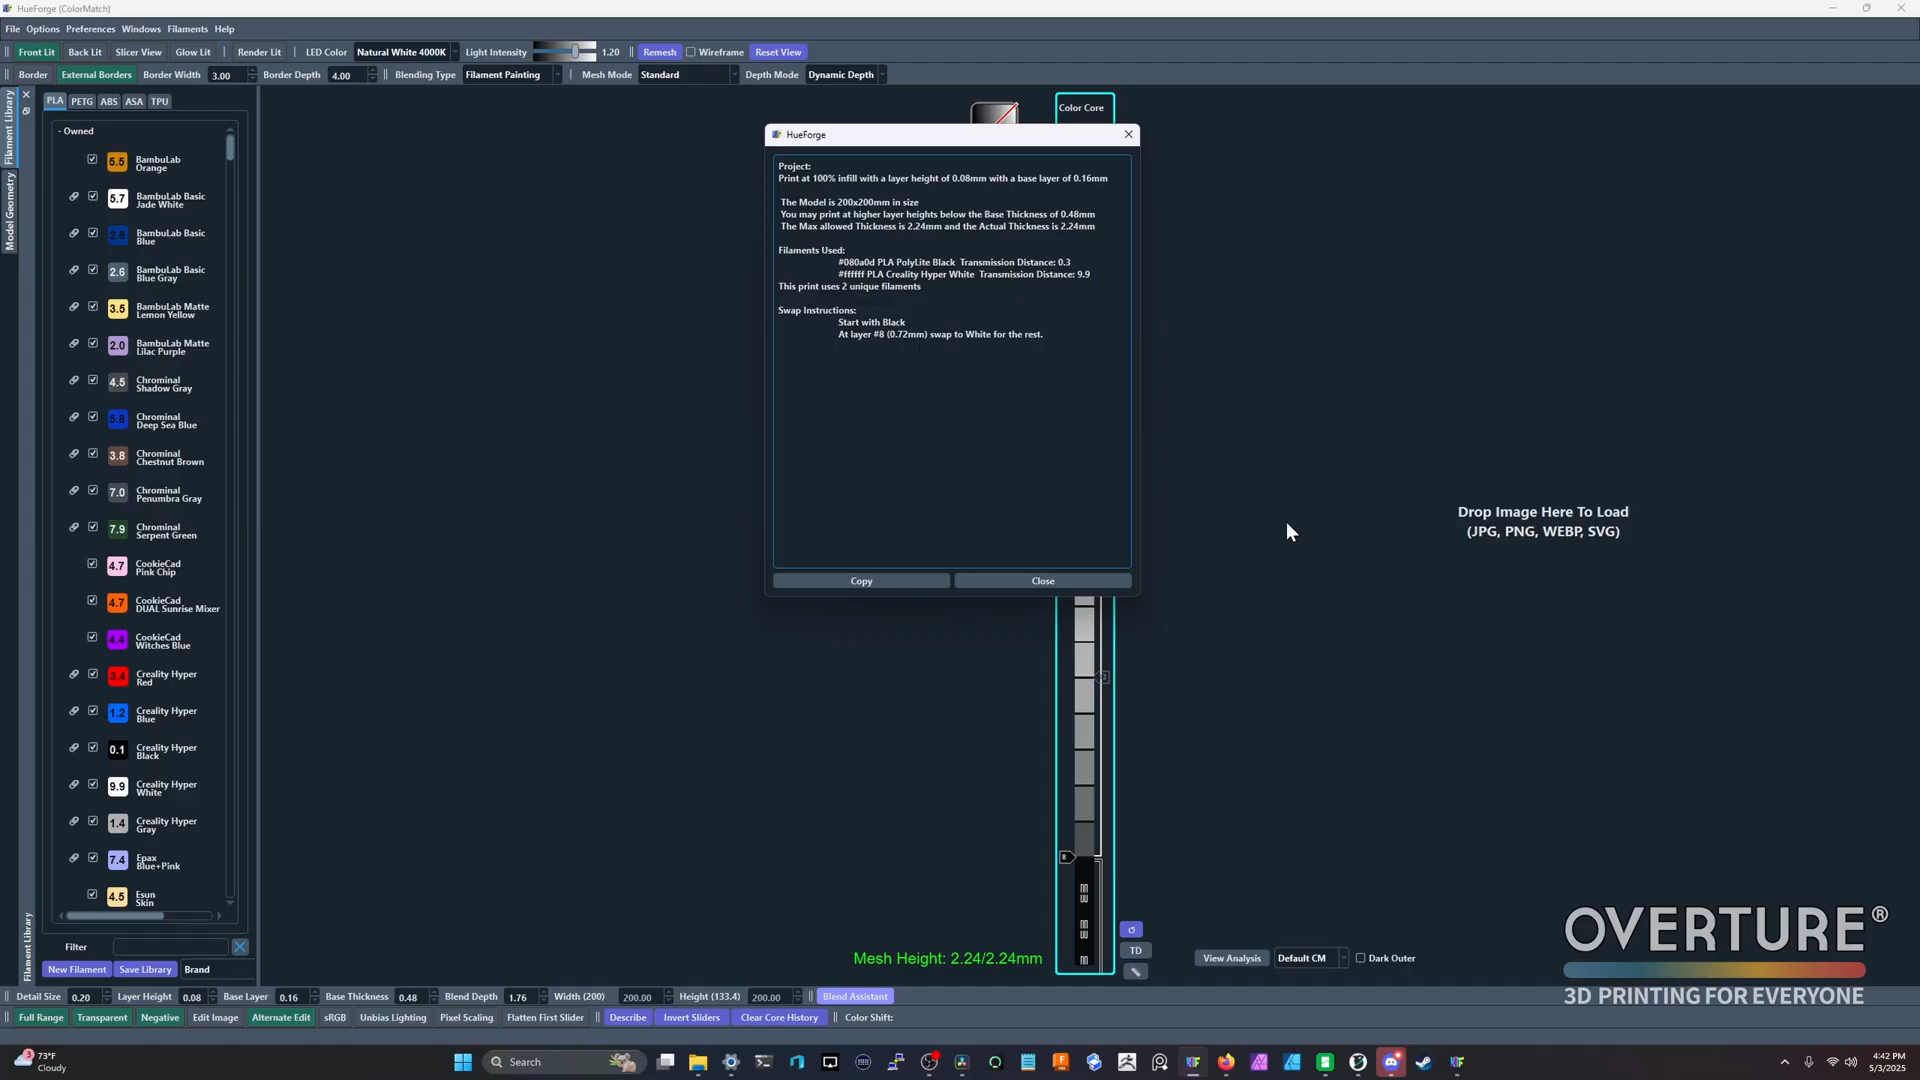 HueForge (ColorMatch)
File Options Preferences Windows Filaments Help
Front Lit Back Lit Slicer View Glow Lit Render Lit LED Color Natural White 4000K Light Intensity 1.20 Remesh Wireframe Reset View
Border External Borders Border Width 3.00 Border Depth 4.00 Blending Type Filament Painting Mesh Mode Standard Depth Mode Dynamic Depth
Filament Library
Model Geometry
PLA PETG ABS ASA TPU
- Owned
5.5 BambuLab
Orange
5.7 BambuLab Basic
Jade White
2.8 BambuLab Basic
Blue
2.6 BambuLab Basic
Blue Gray
3.5 BambuLab Matte
Lemon Yellow
2.0 BambuLab Matte
Lilac Purple
4.5 Chrominal
Shadow Gray
5.8 Chrominal
Deep Sea Blue
3.8 Chrominal
Chestnut Brown
7.0 Chrominal
Penumbra Gray
7.9 Chrominal
Serpent Green
4.7 CookieCad
Pink Chip
4.7 CookieCad
DUAL Sunrise Mixer
4.4 CookieCad
Witches Blue
3.4 Creality Hyper
Red
1.2 Creality Hyper
Blue
0.1 Creality Hyper
Black
9.9 Creality Hyper
White
1.4 Creality Hyper
Gray
7.4 Epax
Blue+Pink
4.5 Esun
Skin
Filament Library
Filter
New Filament Save Library Brand
Color Core
HueForge
Project:
Print at 100% infill with a layer height of 0.08mm with a base layer of 0.16mm
The Model is 200x200mm in size
You may print at higher layer heights below the Base Thickness of 0.48mm
The Max allowed Thickness is 2.24mm and the Actual Thickness is 2.24mm
Filaments Used:
#080a0d PLA PolyLite Black Transmission Distance: 0.3
#ffffff PLA Creality Hyper White Transmission Distance: 9.9
This print uses 2 unique filaments
Swap Instructions:
Start with Black
At layer #8 (0.72mm) swap to White for the rest.
Copy Close
Drop Image Here To Load
(JPG, PNG, WEBP, SVG)
8
TD
Mesh Height: 2.24/2.24mm
View Analysis Default CM Dark Outer
OVERTURE®
3D PRINTING FOR EVERYONE
Detail Size 0.20 Layer Height 0.08 Base Layer 0.16 Base Thickness 0.48 Blend Depth 1.76 Width (200) 200.00 Height (133.4) 200.00 Blend Assistant
Full Range Transparent Negative Edit Image Alternate Edit sRGB Unbias Lighting Pixel Scaling Flatten First Slider Describe Invert Sliders Clear Core History Color Shift:
3
73°F
Cloudy
Search
4:42 PM
5/3/2025